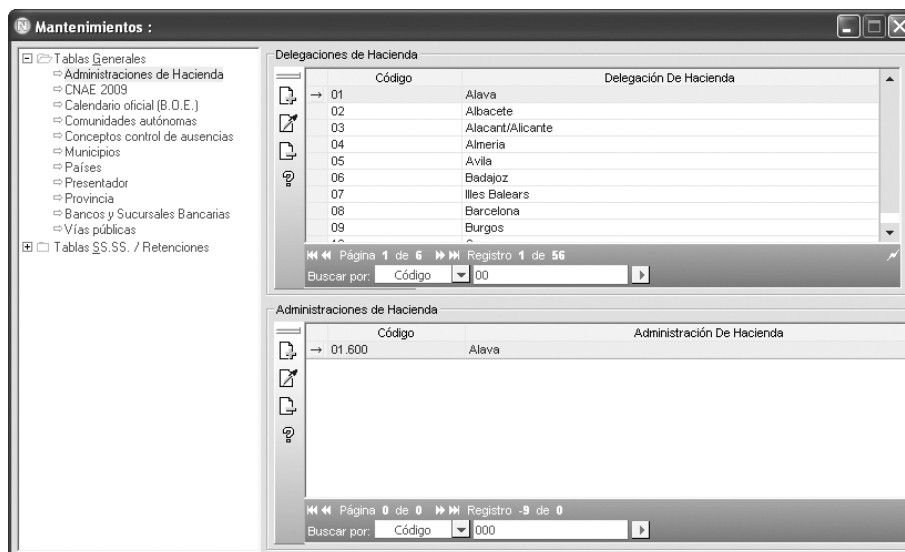 Mantenimientos :
Tablas Generales
Administraciones de Hacienda
CNAE 2009
Calendario oficial (B.O.E.)
Comunidades autónomas
Conceptos control de ausencias
Municipios
Países
Presentador
Provincia
Bancos y Sucursales Bancarias
Vías públicas
Tablas SS.SS. / Retenciones
Delegaciones de Hacienda
Código Delegación De Hacienda
01 Alava
02 Albacete
03 Alacant/Alicante
04 Almeria
05 Avila
06 Badajoz
07 Illes Balears
08 Barcelona
09 Burgos
Página 1 de 6 Registro 1 de 56
Buscar por: Código 00
Administraciones de Hacienda
Código Administración De Hacienda
01.600 Alava
Página 0 de 0 Registro -9 de 0
Buscar por: Código 000